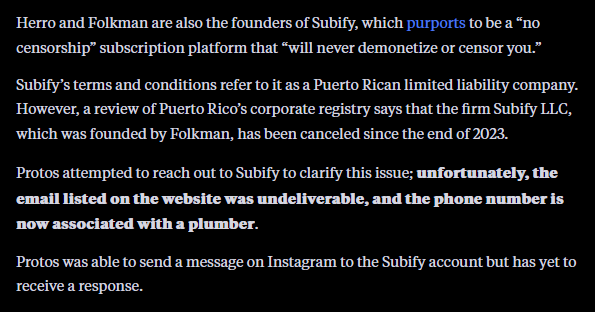 Herro and Folkman are also the founders of Subify, which purports to be a “no
censorship” subscription platform that “will never demonetize or censor you.”
Subify’s terms and conditions refer to it as a Puerto Rican limited liability company.
However, a review of Puerto Rico’s corporate registry says that the firm Subify LLC,
which was founded by Folkman, has been canceled since the end of 2023.
Protos attempted to reach out to Subify to clarify this issue; unfortunately, the
email listed on the website was undeliverable, and the phone number is
now associated with a plumber.
Protos was able to send a message on Instagram to the Subify account but has yet to
receive a response.